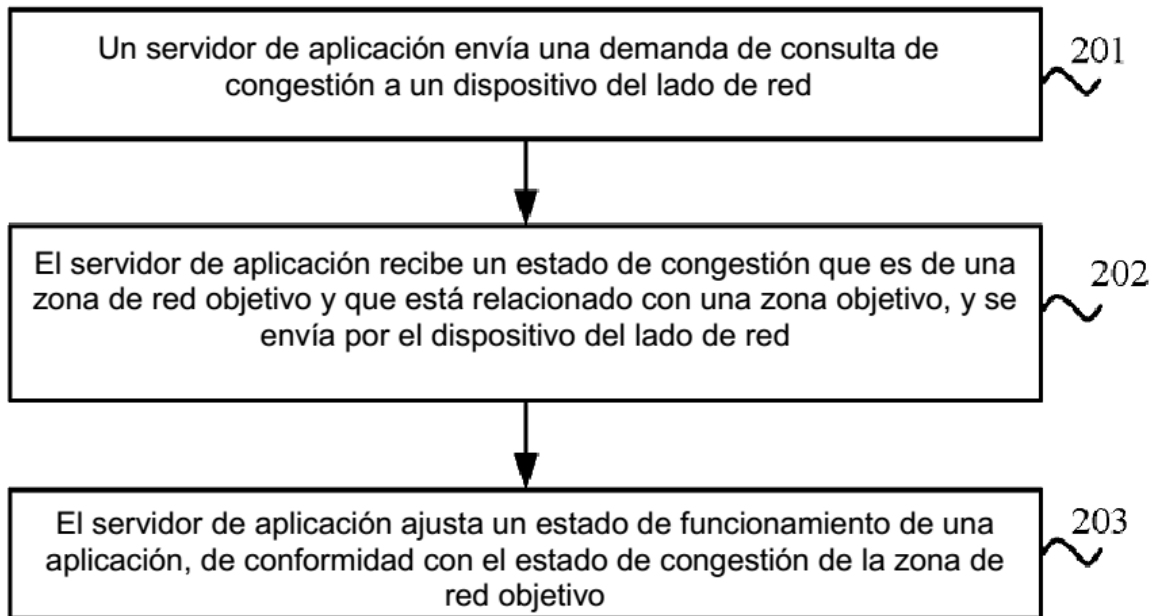 Un servidor de aplicación envía una demanda de consulta de
congestión a un dispositivo del lado de red
201
El servidor de aplicación recibe un estado de congestión que es de una
zona de red objetivo y que está relacionado con una zona objetivo, y se
envía por el dispositivo del lado de red
202
El servidor de aplicación ajusta un estado de funcionamiento de una
aplicación, de conformidad con el estado de congestión de la zona de
red objetivo
203